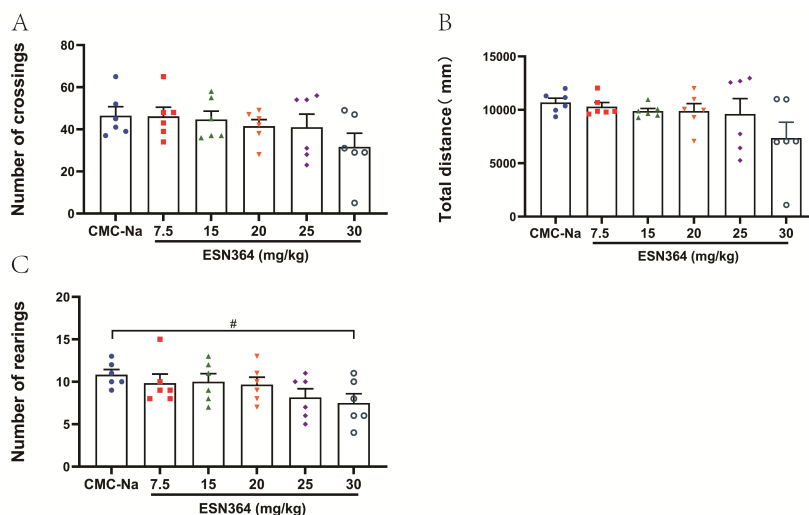 A
Number of crossings
80
60
40
20
0
CMC-Na 7.5 15 20 25 30
ESN364 (mg/kg)
B
Total distance( mm)
15000
10000
5000
0
CMC-Na 7.5 15 20 25 30
ESN364 (mg/kg)
C
Number of rearings
20
15
10
5
0
#
CMC-Na 7.5 15 20 25 30
ESN364 (mg/kg)